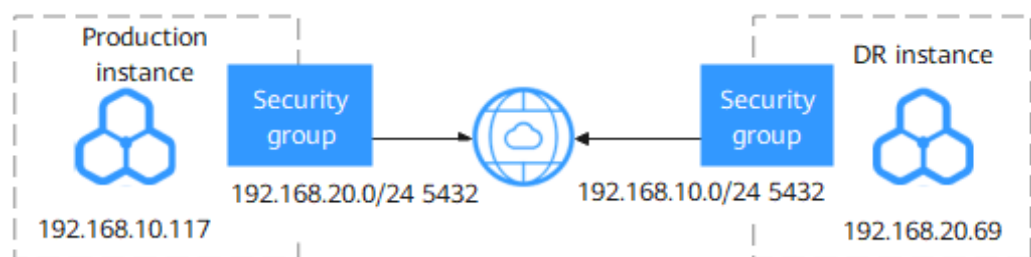 Production
instance
Security
group
192.168.20.0/24 5432
192.168.10.117
Security
group
192.168.10.0/24 5432
DR instance
192.168.20.69